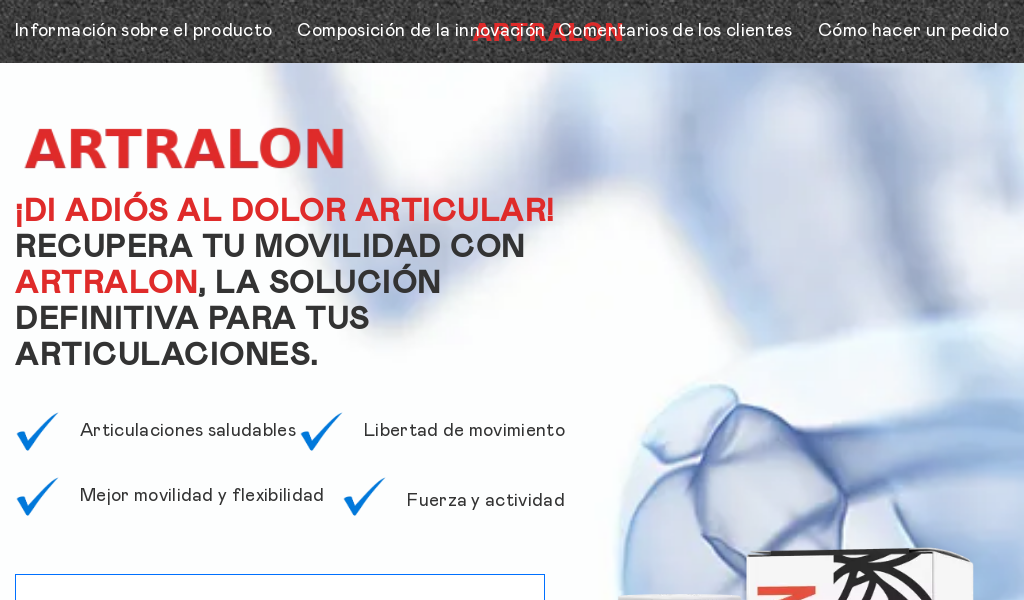 Información sobre el producto
Composición de la innovación
ARTRALON
Comentarios de los clientes
Cómo hacer un pedido
ARTRALON
¡DI ADIÓS AL DOLOR ARTICULAR!
RECUPERA TU MOVILIDAD CON
ARTRALON, LA SOLUCIÓN
DEFINITIVA PARA TUS
ARTICULACIONES.
Articulaciones saludables
Libertad de movimiento
Mejor movilidad y flexibilidad
Fuerza y actividad